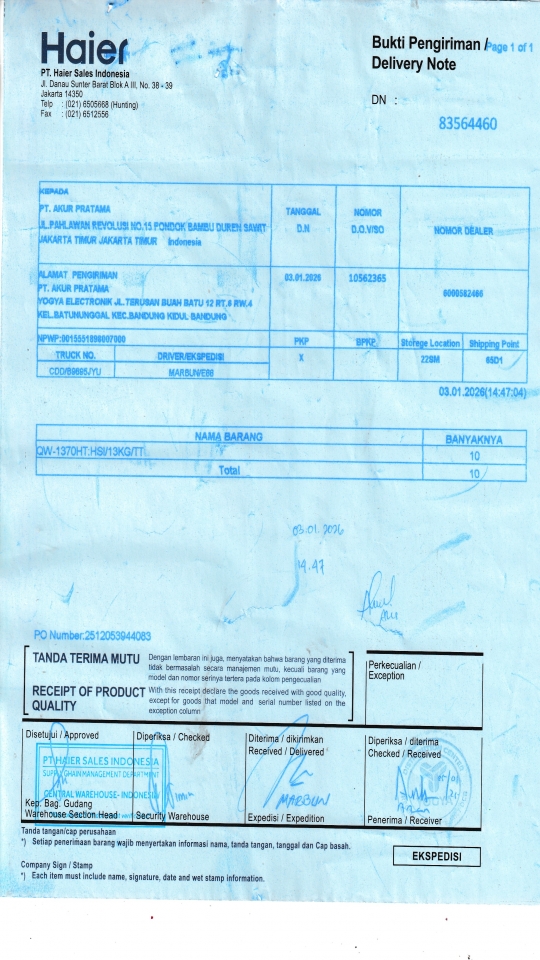 Haier
Bukti Pengiriman / Page 1 of 1
Delivery Note
PT. Haier Sales Indonesia
Jl. Danau Sunter Barat Blok A III, No. 38 - 39
Jakarta 14350
Telp : (021) 6505668 (Hunting)
Fax : (021) 6512556
DN :
83564460
KEPADA
PT. AKUR PRATAMA
JL.PAHLAWAN REVOLUSI NO.15 PONDOK BAMBU DUREN SAWIT
JAKARTA TIMUR JAKARTA TIMUR Indonesia
TANGGAL
D.N
NOMOR
D.O./SO
NOMOR DEALER
ALAMAT PENGIRIMAN
PT. AKUR PRATAMA
YOGYA ELECTRONIK JL.TERUSAN BUAH BATU 12 RT.6 RW.4
KEL.BATUNUNGGAL KEC.BANDUNG KIDUL BANDUNG
03.01.2026
10562365
NPWP:
PKP
BPKP
Storege Location
Shipping Point
TRUCK NO.
DRIVER/EKSPEDISI
X
22SM
65D1
MARBUN/E66
03.01.2026(14:47:04)
NAMA BARANG
BANYAKNYA
QW-1370HT:HSI/13KG/TT
10
Total
10
03.01.2026
14.47
PO Number:2512053944083
TANDA TERIMA MUTU
Dengan lembaran ini juga, menyatakan bahwa barang yang diterima
tidak bermasalah secara manajemen mutu, kecuali barang yang
model dan nomor serinya tertera pada kolom pengecualian
RECEIPT OF PRODUCT
QUALITY
With this receipt declare the goods received with good quality,
except for goods that model and serial number listed on the
exception column
Perkecualian /
Exception
Disetujui / Approved
Diperiksa / Checked
Diterima / dikirimkan
Received / Delivered
Diperiksa / diterima
Checked / Received
PT HAIER SALES INDONESIA
SUPPLY CHAIN MANAGEMENT DEPARTMENT
CENTRAL WAREHOUSE - INDONESIA
MARBUN
Kep. Bag. Gudang
Warehouse Section Head
Security Warehouse
Expedisi / Expedition
Penerima / Receiver
Tanda tangan/cap perusahaan
*) Setiap penerimaan barang wajib menyertakan informasi nama, tanda tangan, tanggal dan Cap basah.
EKSPEDISI
Company Sign / Stamp
*) Each item must include name, signature, date and wet stamp information.